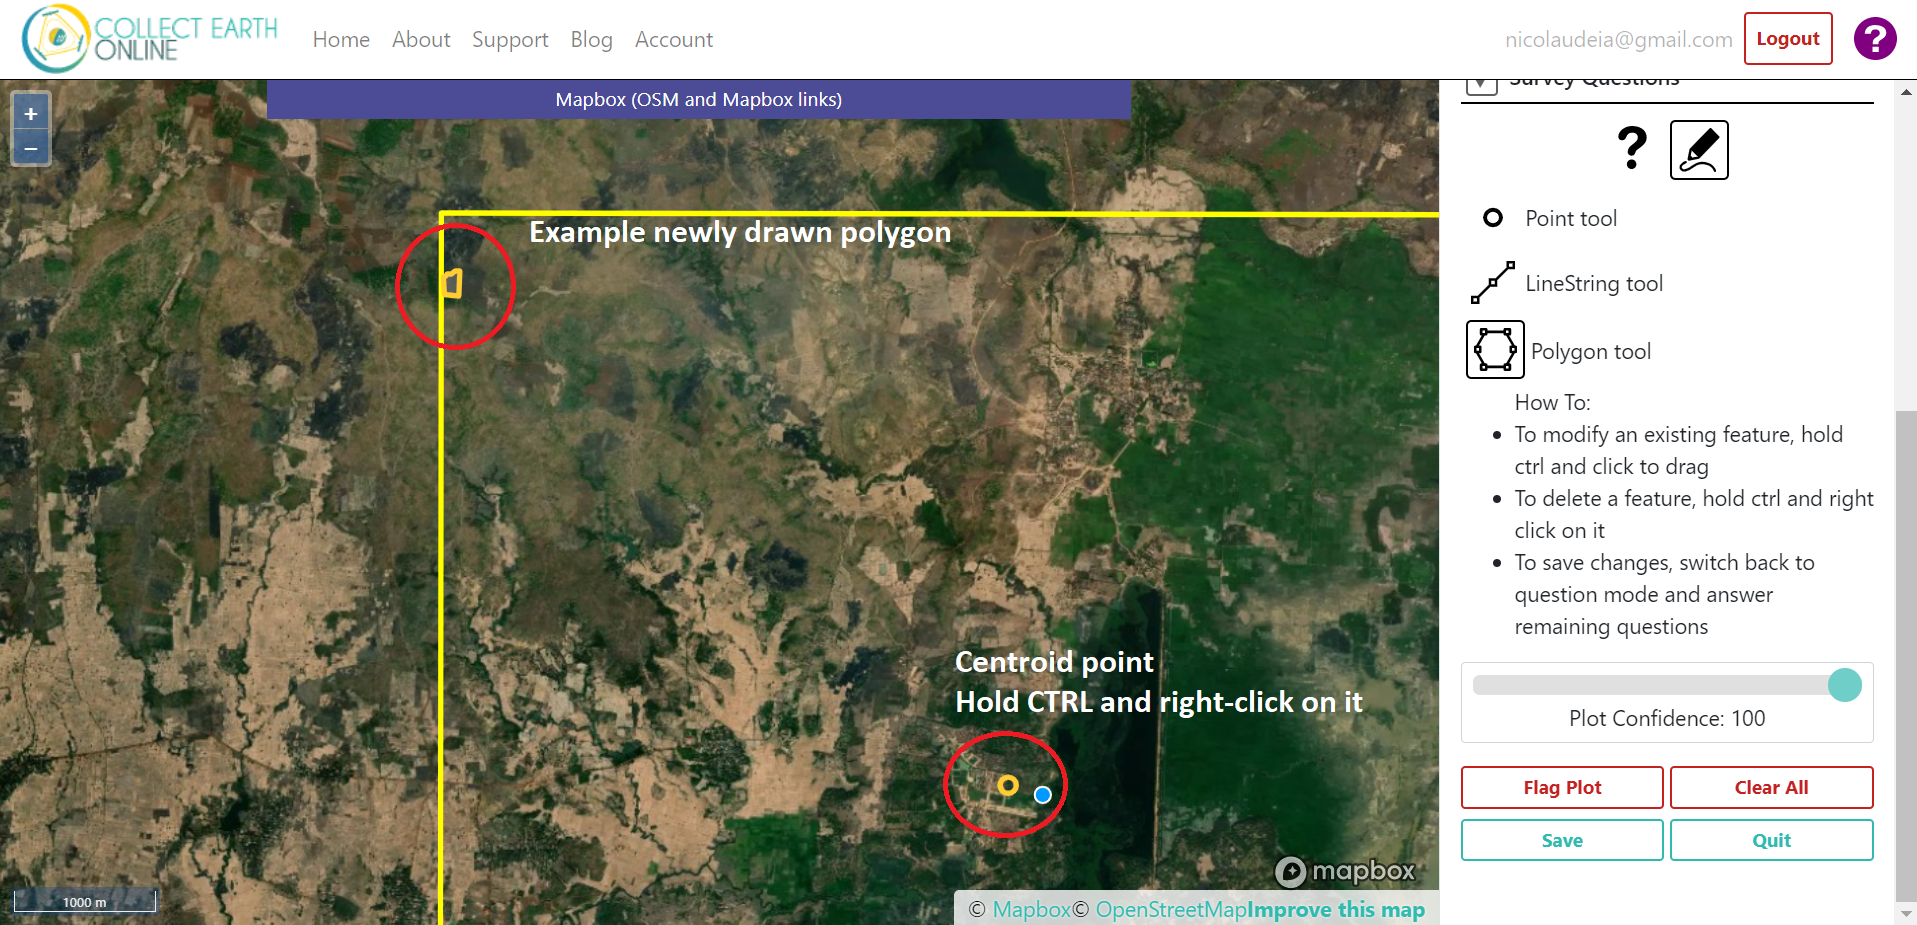 COLLECT EARTH
ONLINE
Home About Support Blog Account
nicolaudeia@gmail.com
Logout
?
Mapbox (OSM and Mapbox links)
Survey Questions
+
–
?
Example newly drawn polygon
Point tool
LineString tool
Polygon tool
How To:
• To modify an existing feature, hold
ctrl and click to drag
• To delete a feature, hold ctrl and right
click on it
• To save changes, switch back to
question mode and answer
remaining questions
Centroid point
Hold CTRL and right-click on it
Plot Confidence: 100
Flag Plot
Clear All
Save
Quit
mapbox
1000 m
© Mapbox© OpenStreetMapImprove this map